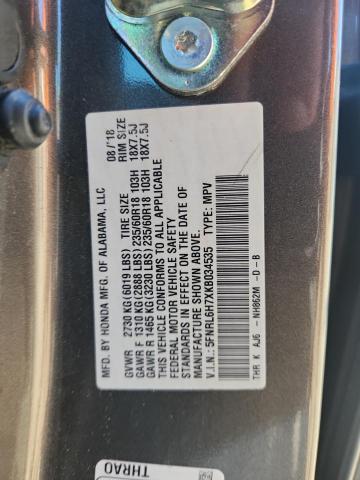 MFD. BY HONDA MFG. OF ALABAMA, LLC 08/'18
TIRE SIZE RIM SIZE
GVWR 2730 KG(6019 LBS)
GAWR F 1310 KG(2888 LBS)235/60R18 103H 18X7.5J
GAWR R 1465 KG(3230 LBS)235/60R18 103H 18X7.5J
THIS VEHICLE CONFORMS TO ALL APPLICABLE
FEDERAL MOTOR VEHICLE SAFETY
STANDARDS IN EFFECT ON THE DATE OF
MANUFACTURE SHOWN ABOVE.
V.I.N.: 5FNRL6H7XKB034535 TYPE: MPV
THR K AJ6 -NH862M -D -B
THRAO